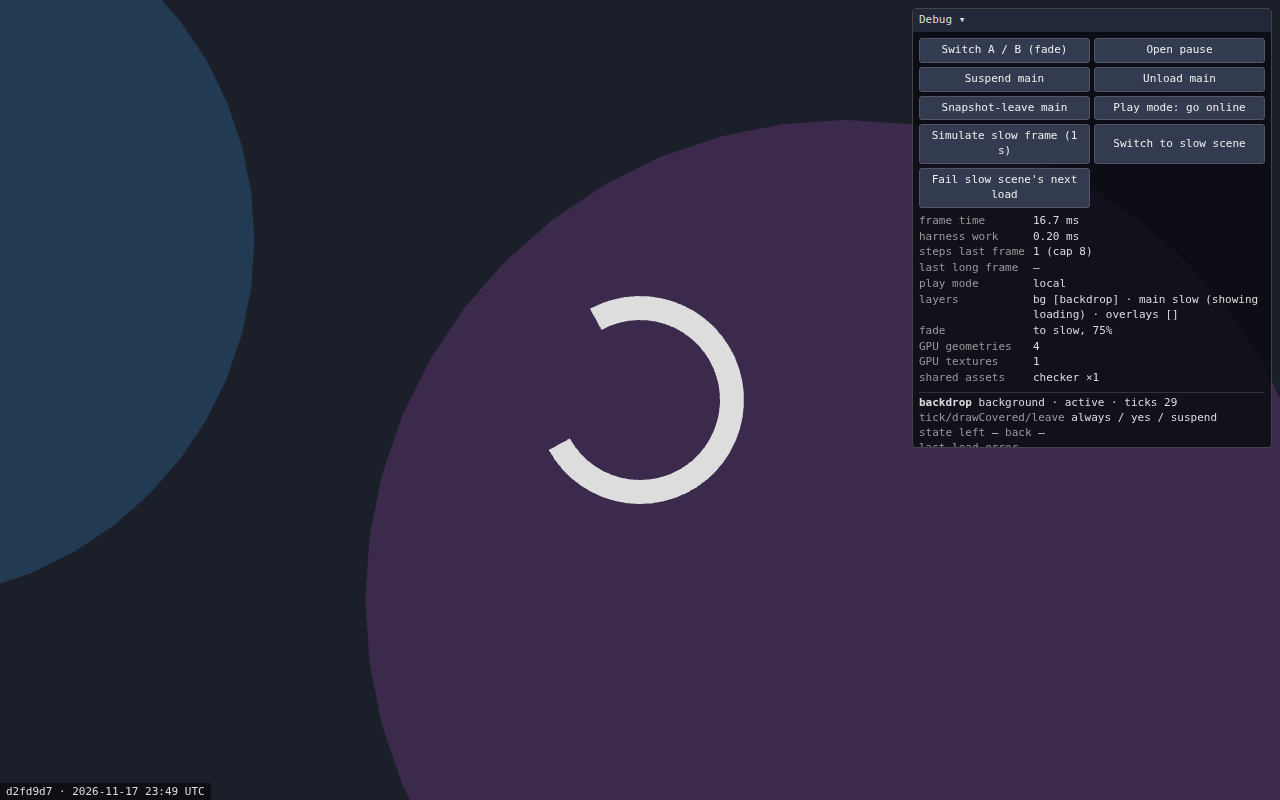 Debug ▾
Switch A / B (fade) Open pause
Suspend main Unload main
Snapshot-leave main Play mode: go online
Simulate slow frame (1
s)
Switch to slow scene
Fail slow scene's next
load
frame time 16.7 ms
harness work 0.20 ms
steps last frame 1 (cap 8)
last long frame —
play mode local
layers bg [backdrop] · main slow (showing
loading) · overlays []
fade to slow, 75%
GPU geometries 4
GPU textures 1
shared assets checker ×1
backdrop background · active · ticks 29
tick/drawCovered/leave always / yes / suspend
state left — back —
last load error
d2fd9d7 · 2026-11-17 23:49 UTC